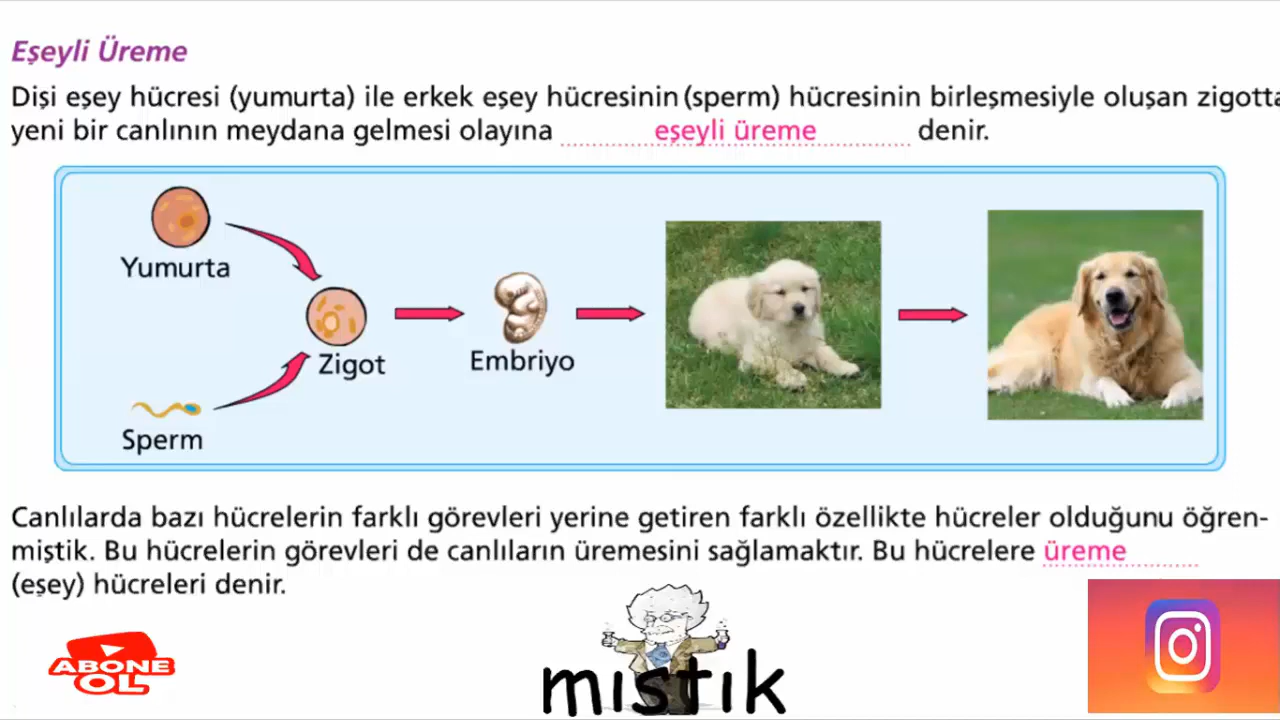 Eşeyli Üreme
Dişi eşey hücresi (yumurta) ile erkek eşey hücresinin (sperm) hücresinin birleşmesiyle oluşan zigotta
yeni bir canlının meydana gelmesi olayına eşeyli üreme denir.
Yumurta
Zigot
Embriyo
Sperm
Canlılarda bazı hücrelerin farklı görevleri yerine getiren farklı özellikte hücreler olduğunu öğren-
miştik. Bu hücrelerin görevleri de canlıların üremesini sağlamaktır. Bu hücrelere üreme
(eşey) hücreleri denir.
ABONE
OL
mıstık